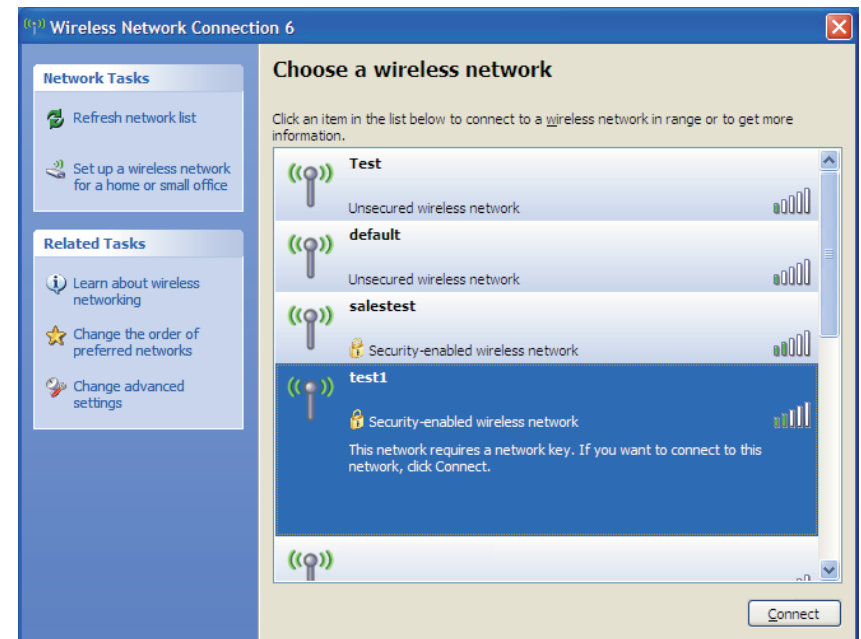 Wireless Network Connection 6
Network Tasks
Refresh network list
Set up a wireless network
for a home or small office
Related Tasks
Learn about wireless
networking
Change the order of
preferred networks
Change advanced
settings
Choose a wireless network
Click an item in the list below to connect to a wireless network in range or to get more
information.
Test
Unsecured wireless network
default
Unsecured wireless network
salestest
Security-enabled wireless network
test1
Security-enabled wireless network
This network requires a network key. If you want to connect to this
network, click Connect.
Connect